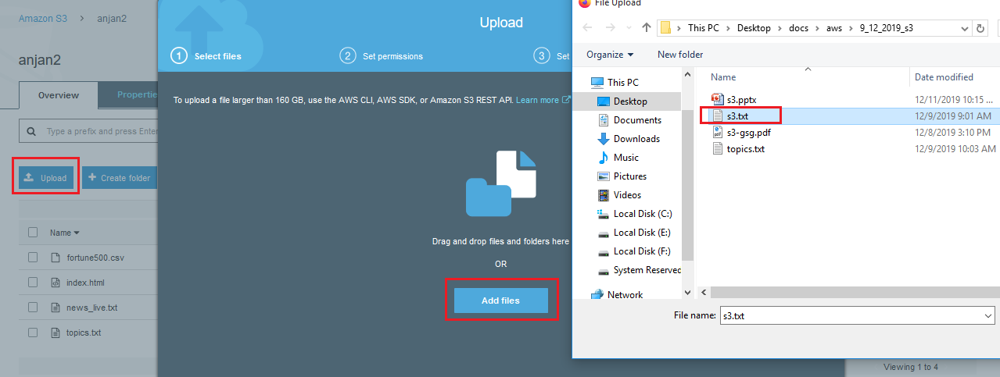 Amazon S3 > anjan2
anjan2
Overview
Properties
Type a prefix and press Enter
Upload
Create folder
Name
fortune500.csv
index.html
news_live.txt
topics.txt
Viewing 1 to 4
Upload
1 Select files
2 Set permissions
3 Set
To upload a file larger than 160 GB, use the AWS CLI, AWS SDK, or Amazon S3 REST API. Learn more
Drag and drop files and folders here
OR
Add files
File Upload
This PC > Desktop > docs > aws > 9_12_2019_s3
Organize
New folder
This PC
Desktop
Documents
Downloads
Music
Pictures
Videos
Local Disk (C:)
Local Disk (E:)
Local Disk (F:)
System Reserved
Network
Name Date modified
s3.pptx 12/11/2019 10:15 ...
s3.txt 12/9/2019 9:01 AM
s3-gsg.pdf 12/8/2019 3:10 PM
topics.txt 12/9/2019 10:03 AM
File name: s3.txt